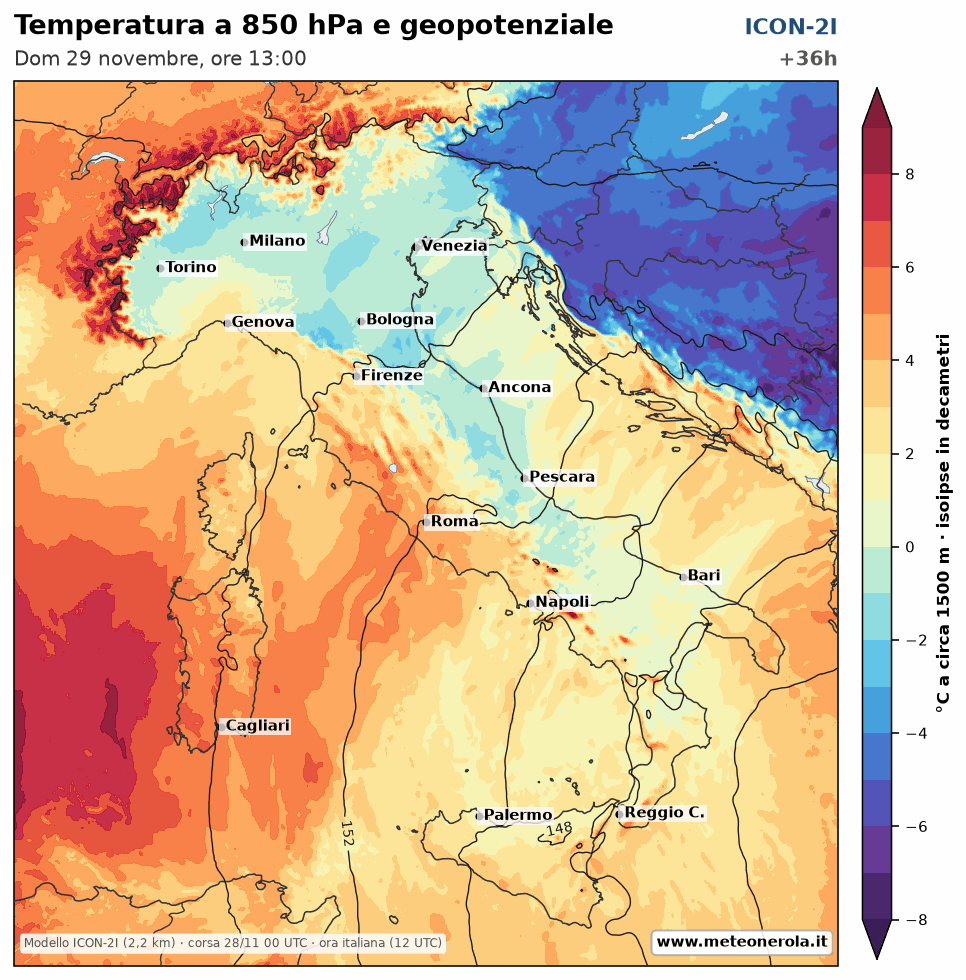 Temperatura a 850 hPa e geopotenziale
ICON-2I
Dom 29 novembre, ore 13:00
+36h
154
Milano
Venezia
Torino
Genova
Bologna
Firenze
Ancona
Pescara
Roma
Bari
Napoli
Cagliari
Palermo
Reggio C.
148
152
8
6
4
2
0
−2
−4
−6
−8
°C a circa 1500 m · isoipse in decametri
Modello ICON-2I (2,2 km) · corsa 28/11 00 UTC · ora italiana (12 UTC)
www.meteonerola.it